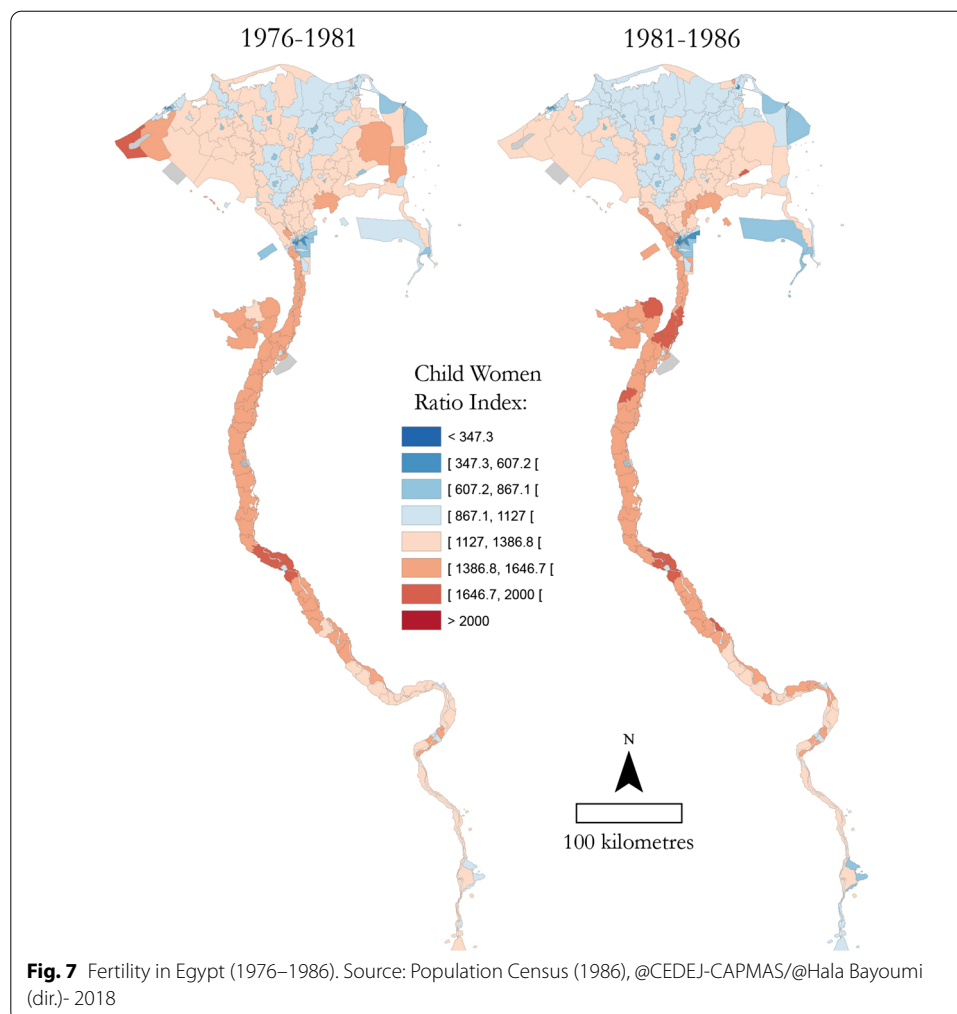 1976-1981
1981-1986
Child Women
Ratio Index:
< 347.3
[ 347.3, 607.2 [
[ 607.2, 867.1 [
[ 867.1, 1127 [
[ 1127, 1386.8 [
[ 1386.8, 1646.7 [
[ 1646.7, 2000 [
> 2000
N
100 kilometres
Fig. 7 Fertility in Egypt (1976–1986). Source: Population Census (1986), @CEDEJ-CAPMAS/@Hala Bayoumi
(dir.)- 2018